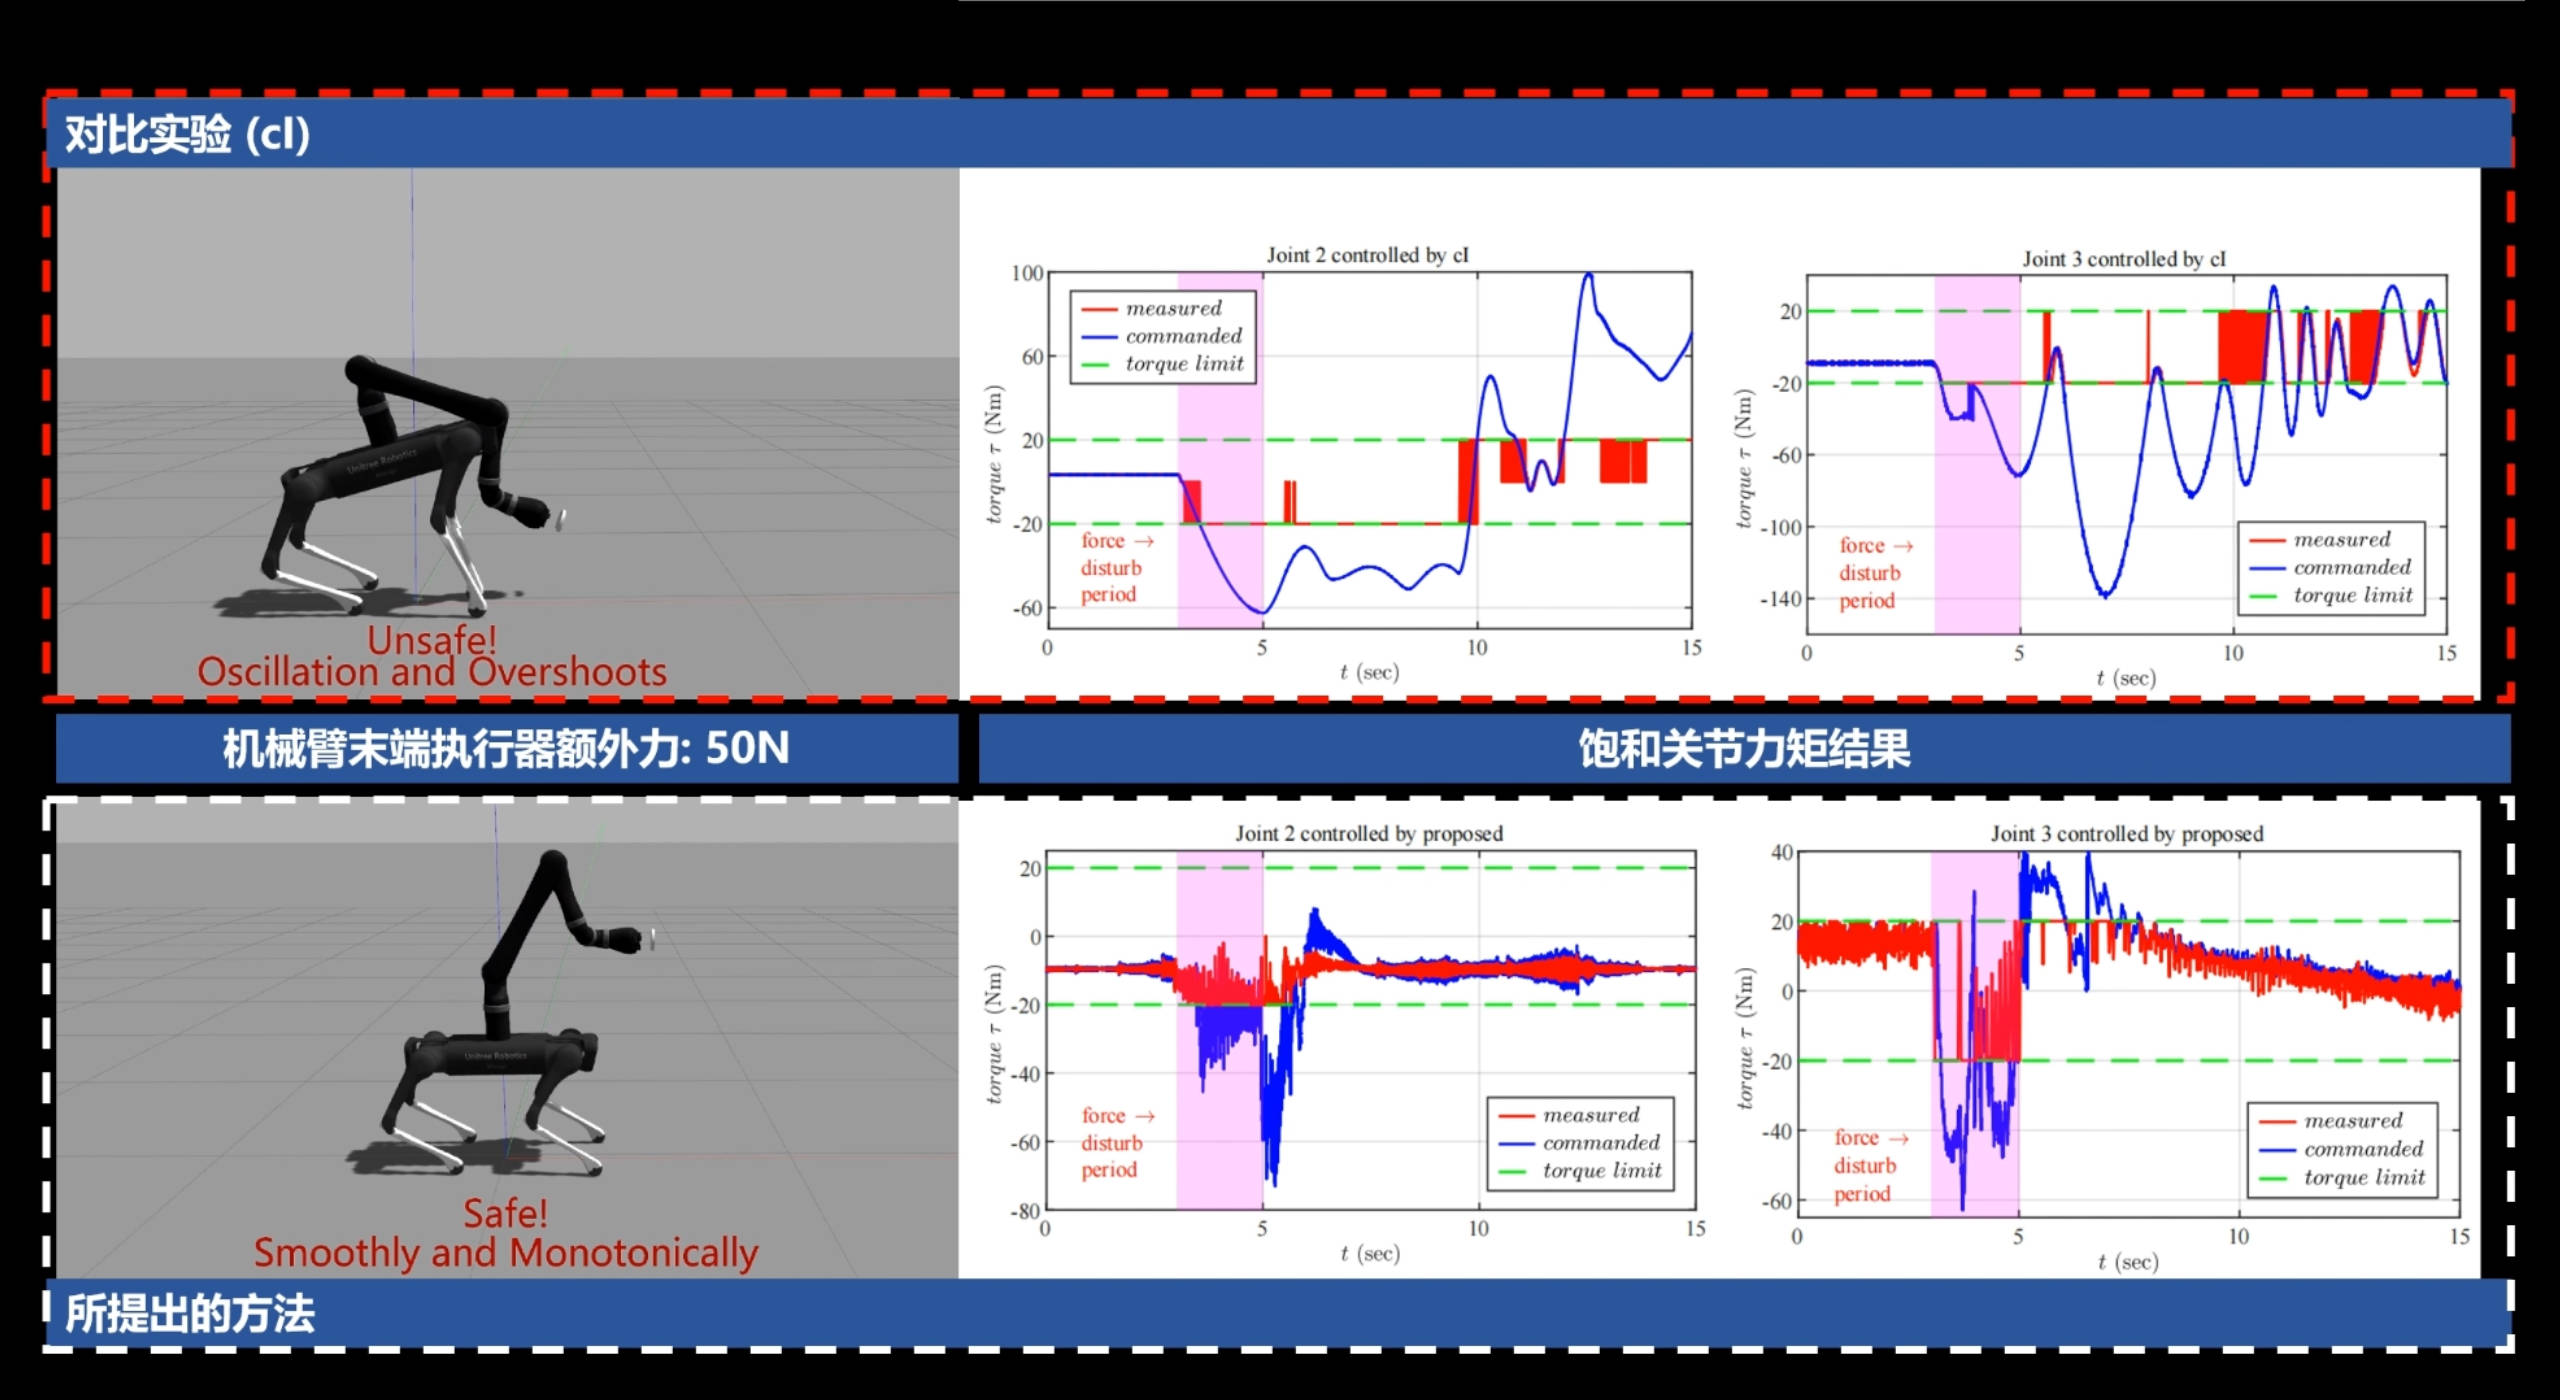 对比实验 (cI)
Unitree Robotics
Unsafe!
Oscillation and Overshoots
Joint 2 controlled by cI
measured
commanded
torque limit
100
60
20
-20
-60
torque τ (Nm)
force →
disturb
period
0 5 10 15
t (sec)
Joint 3 controlled by cI
20
-20
-60
-100
-140
torque τ (Nm)
force →
disturb
period
measured
commanded
torque limit
0 5 10 15
t (sec)
机械臂末端执行器额外力: 50N
饱和关节力矩结果
Unitree Robotics
Safe!
Smoothly and Monotonically
Joint 2 controlled by proposed
20
0
-20
-40
-60
-80
torque τ (Nm)
force →
disturb
period
measured
commanded
torque limit
0 5 10 15
t (sec)
Joint 3 controlled by proposed
40
20
0
-20
-40
-60
torque τ (Nm)
force →
disturb
period
measured
commanded
torque limit
0 5 10 15
t (sec)
所提出的方法